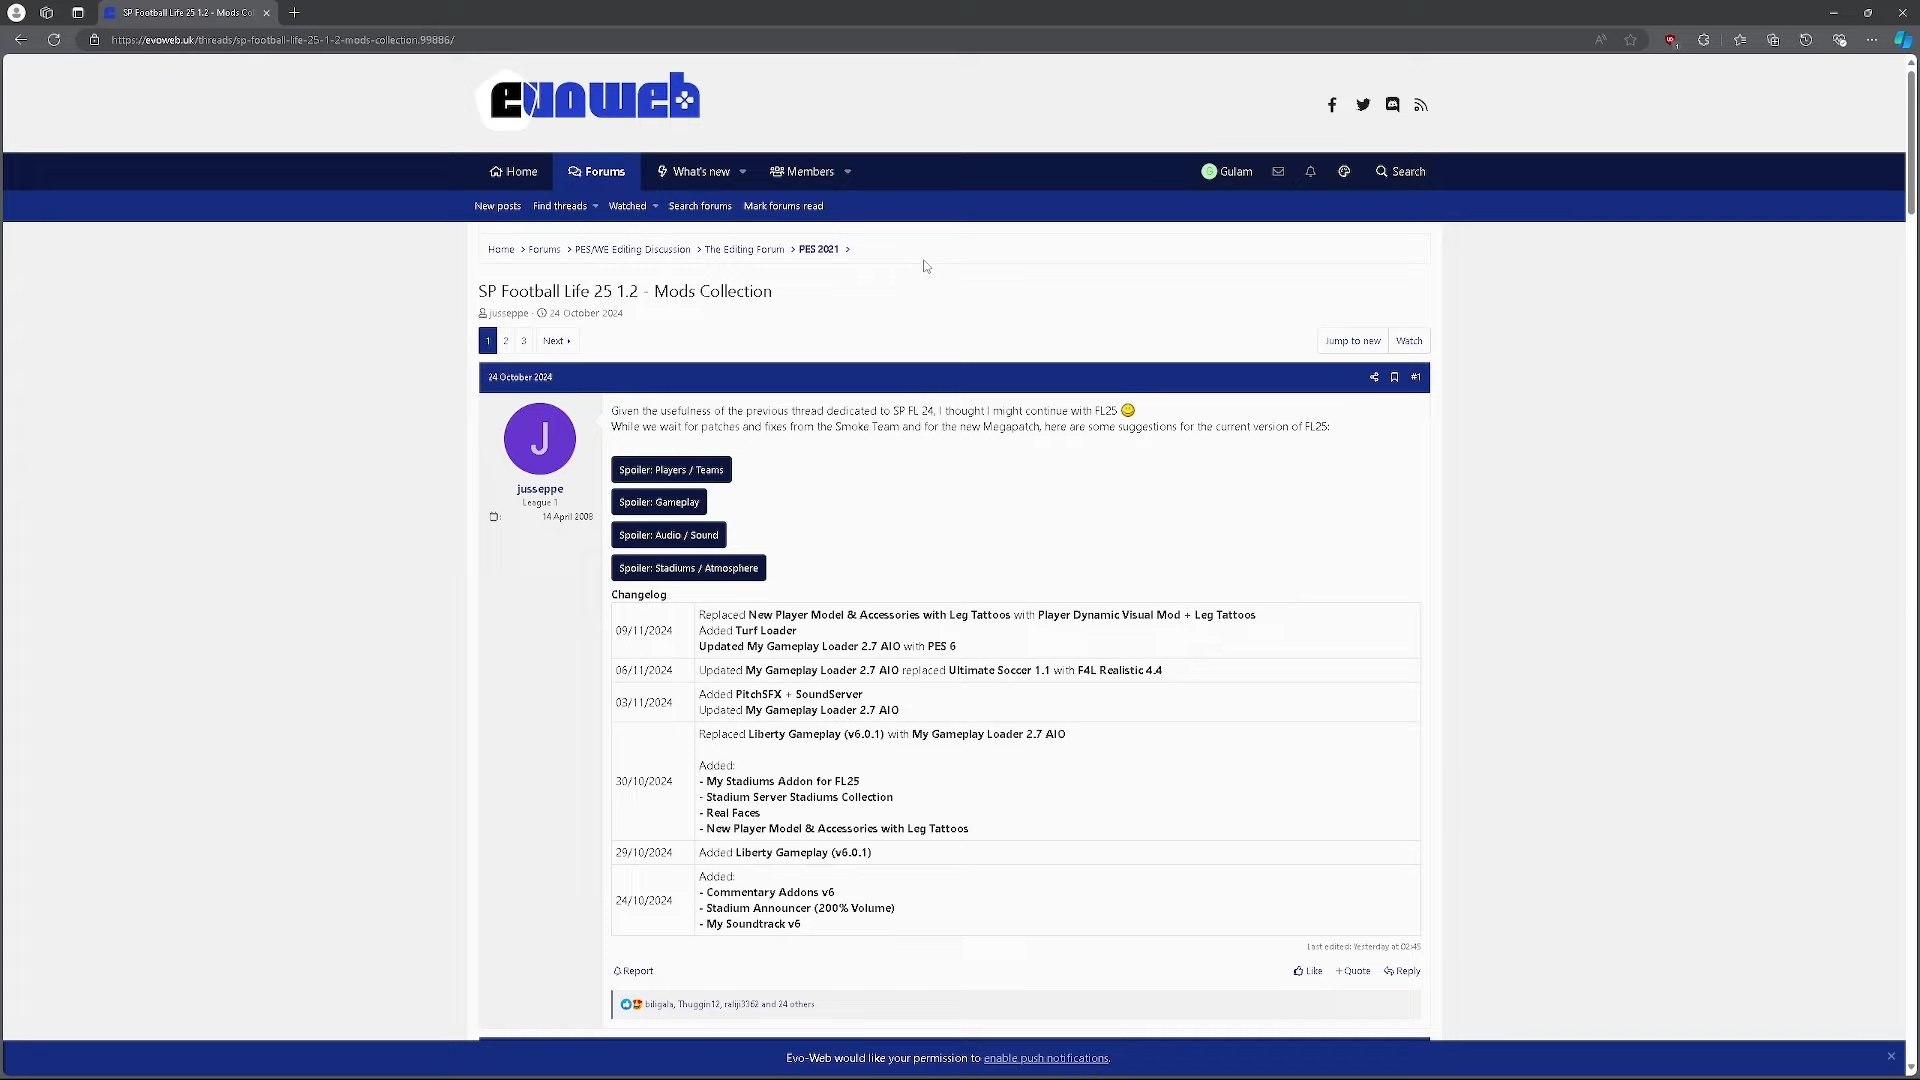 SP Football Life 25 1.2 - Mods Co
https://evoweb.uk/threads/sp-football-life-25-1-2-mods-collection.99886/
evoweb
Home Forums What's new Members Gulam Search
New posts Find threads Watched Search forums Mark forums read
Home > Forums > PES/WE Editing Discussion > The Editing Forum > PES 2021 >
SP Football Life 25 1.2 - Mods Collection
jusseppe · 24 October 2024
1 2 3 Next Jump to new Watch
24 October 2024 #1
J
jusseppe
League 1
14 April 2008
Given the usefulness of the previous thread dedicated to SP FL 24, I thought I might continue with FL25
While we wait for patches and fixes from the Smoke Team and for the new Megapatch, here are some suggestions for the current version of FL25:
Spoiler: Players / Teams
Spoiler: Gameplay
Spoiler: Audio / Sound
Spoiler: Stadiums / Atmosphere
Changelog
09/11/2024
Replaced New Player Model & Accessories with Leg Tattoos with Player Dynamic Visual Mod + Leg Tattoos
Added Turf Loader
Updated My Gameplay Loader 2.7 AIO with PES 6
06/11/2024 Updated My Gameplay Loader 2.7 AIO replaced Ultimate Soccer 1.1 with F4L Realistic 4.4
03/11/2024
Added PitchSFX + SoundServer
Updated My Gameplay Loader 2.7 AIO
30/10/2024
Replaced Liberty Gameplay (v6.0.1) with My Gameplay Loader 2.7 AIO
Added:
- My Stadiums Addon for FL25
- Stadium Server Stadiums Collection
- Real Faces
- New Player Model & Accessories with Leg Tattoos
29/10/2024 Added Liberty Gameplay (v6.0.1)
24/10/2024
Added:
- Commentary Addons v6
- Stadium Announcer (200% Volume)
- My Soundtrack v6
Last edited: Yesterday at 02:45
Report Like +Quote Reply
biligala, Thuggin12, raliji3362 and 24 others
Evo-Web would like your permission to enable push notifications.